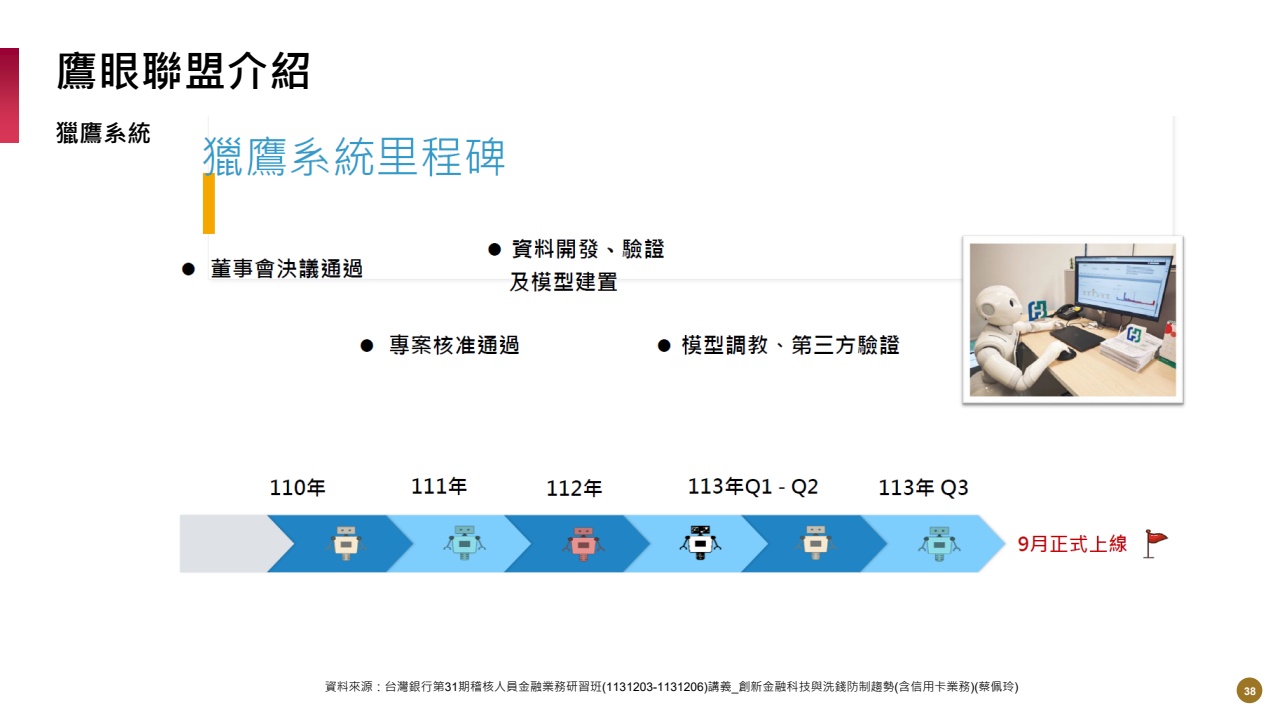 鷹眼聯盟介紹
獵鷹系統
獵鷹系統里程碑
● 董事會決議通過
● 資料開發、驗證
及模型建置
● 專案核准通過
● 模型調教、第三方驗證
110年
111年
112年
113年Q1 - Q2
113年 Q3
9月正式上線
資料來源：台灣銀行第31期稽核人員金融業務研習班(1131203-1131206)講義_創新金融科技與洗錢防制趨勢(含信用卡業務)(蔡佩玲)
38